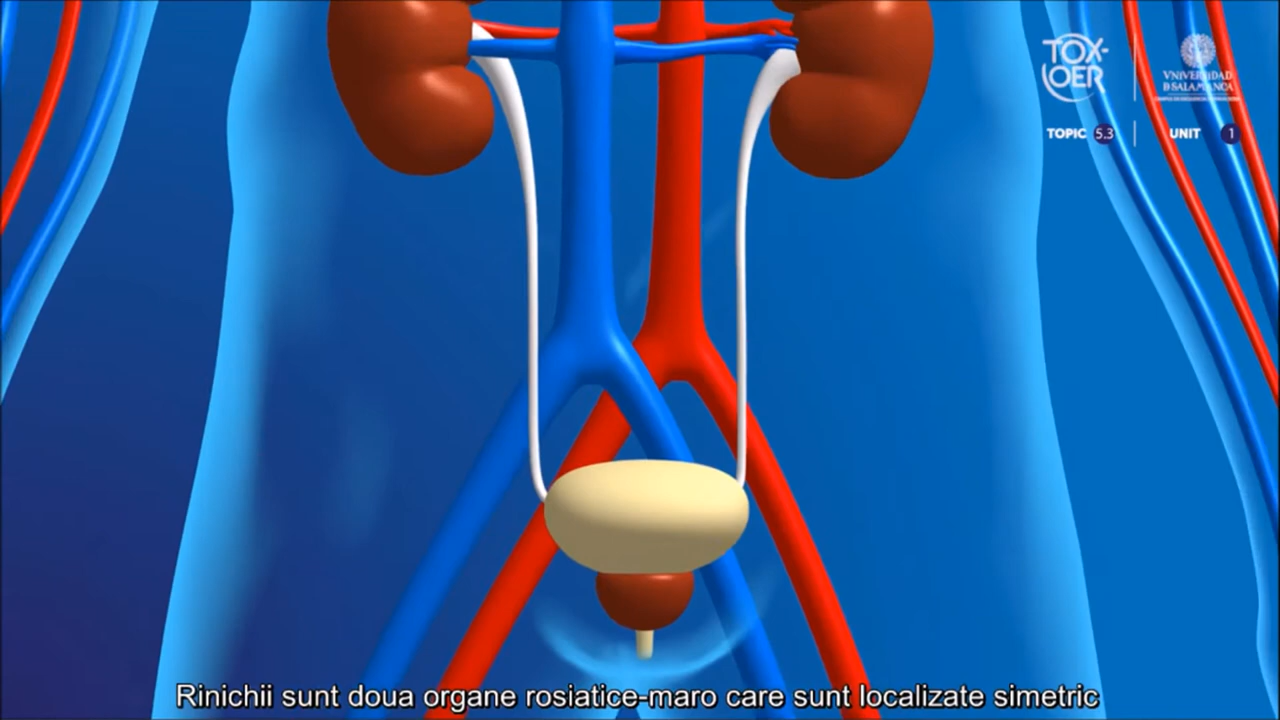 TOX-
OER
VNIVERSIDAD
D SALAMANCA
TOPIC 5.3
UNIT 1
Rinichii sunt doua organe rosiatice-maro care sunt localizate simetric